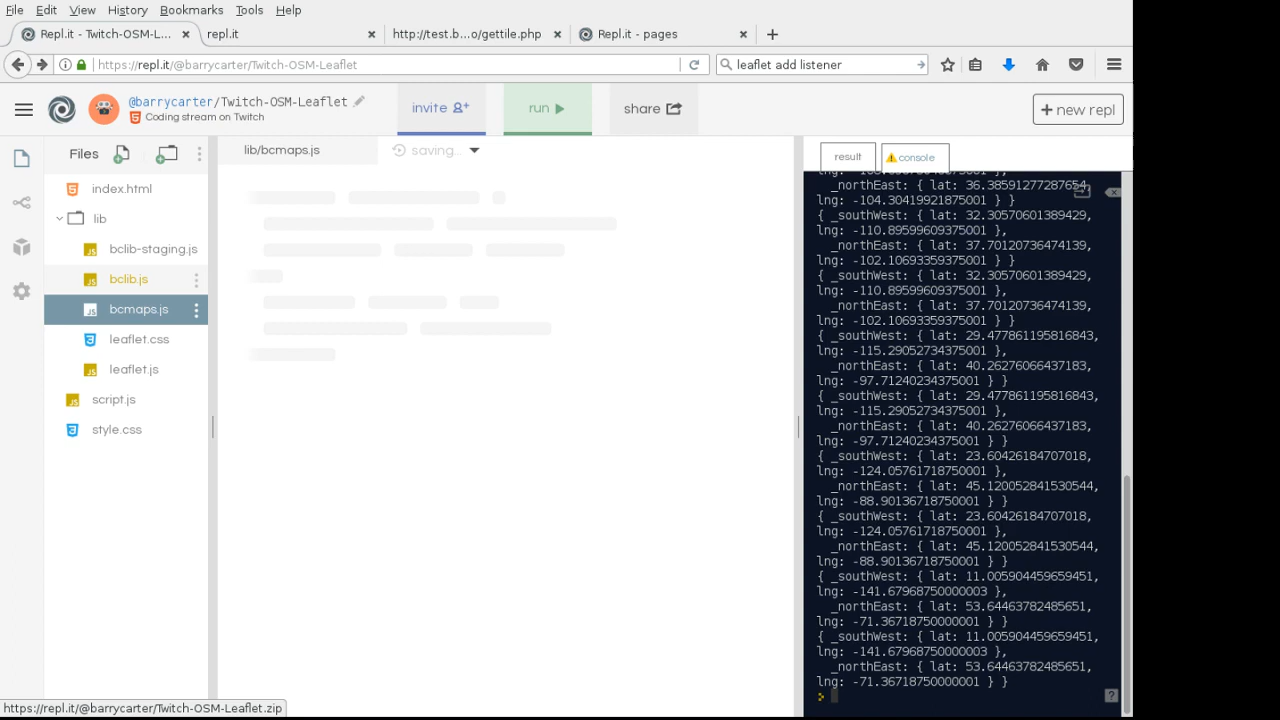 File Edit View History Bookmarks Tools Help
Repl.it - Twitch-OSM-L... × repl.it × http://test.b...o/gettile.php × Repl.it - pages × +
https://repl.it/@barrycarter/Twitch-OSM-Leaflet
leaflet add listener
@barrycarter/Twitch-OSM-Leaflet
Coding stream on Twitch
invite
run
share
+ new repl
Files
lib/bcmaps.js
saving...
result
console
index.html
lib
bclib-staging.js
bclib.js
bcmaps.js
leaflet.css
leaflet.js
script.js
style.css
_northEast: { lat: 36.38591277287654,
lng: -104.30419921875001 } }
{ _southWest: { lat: 32.30570601389429,
lng: -110.89599609375001 },
_northEast: { lat: 37.70120736474139,
lng: -102.10693359375001 } }
{ _southWest: { lat: 32.30570601389429,
lng: -110.89599609375001 },
_northEast: { lat: 37.70120736474139,
lng: -102.10693359375001 } }
{ _southWest: { lat: 29.477861195816843,
lng: -115.29052734375001 },
_northEast: { lat: 40.26276066437183,
lng: -97.71240234375001 } }
{ _southWest: { lat: 29.477861195816843,
lng: -115.29052734375001 },
_northEast: { lat: 40.26276066437183,
lng: -97.71240234375001 } }
{ _southWest: { lat: 23.60426184707018,
lng: -124.05761718750001 },
_northEast: { lat: 45.120052841530544,
lng: -88.90136718750001 } }
{ _southWest: { lat: 23.60426184707018,
lng: -124.05761718750001 },
_northEast: { lat: 45.120052841530544,
lng: -88.90136718750001 } }
{ _southWest: { lat: 11.005904459659451,
lng: -141.67968750000003 },
_northEast: { lat: 53.64463782485651,
lng: -71.36718750000001 } }
{ _southWest: { lat: 11.005904459659451,
lng: -141.67968750000003 },
_northEast: { lat: 53.64463782485651,
lng: -71.36718750000001 } }
https://repl.it/@barrycarter/Twitch-OSM-Leaflet.zip